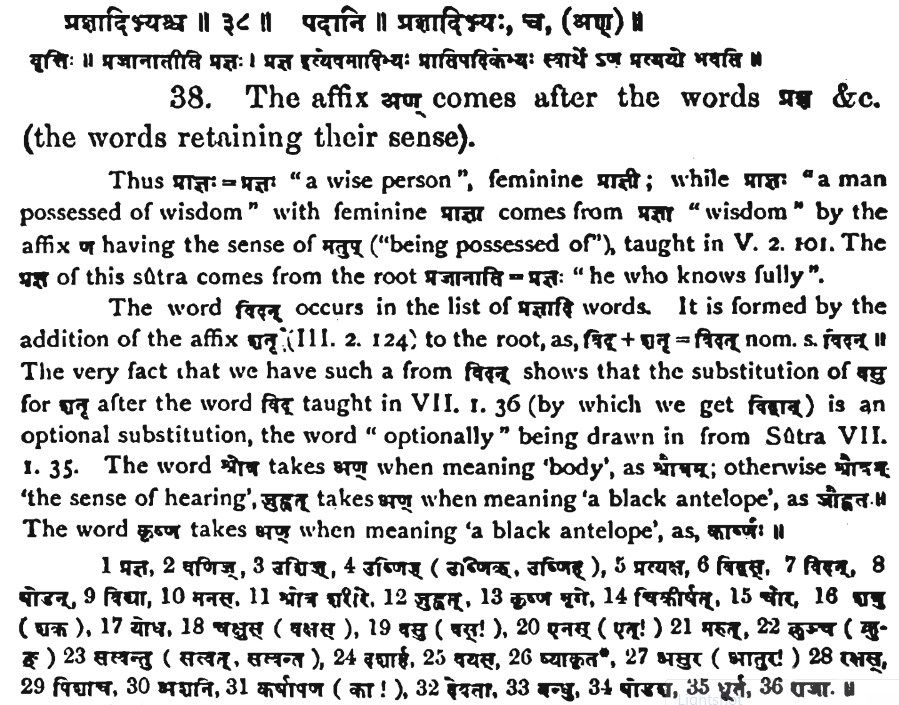 प्रज्ञादिभ्यश्च ॥ ३८ ॥ पदानि ॥ प्रज्ञादिभ्यः, च, (अण्) ॥
वृत्तिः ॥ प्रजानातीति प्रज्ञः । प्रज्ञ इत्येवमादिभ्यः प्रातिपदिकेभ्यः स्वार्थे ऽण प्रत्ययो भवति ॥
38. The affix अण् comes after the words प्रज्ञ &c.
(the words retaining their sense).
Thus प्राज्ञः = प्रज्ञः “a wise person”, feminine प्राज्ञी ; while प्राज्ञः “a man
possessed of wisdom” with feminine प्राज्ञा comes from प्रज्ञा “wisdom” by the
affix ण having the sense of मतुप् (“being possessed of”), taught in V. 2. 101. The
प्रज्ञ of this sûtra comes from the root प्रजानाति = प्रज्ञः “he who knows fully”.
The word विदन् occurs in the list of प्रज्ञादि words. It is formed by the
addition of the affix शतृ (III. 2. 124) to the root, as, विद् + शतृ = विदत् nom. s. विदन् ॥
The very fact that we have such a from विदन् shows that the substitution of वसु
for शतृ after the word विद् taught in VII. 1. 36 (by which we get विद्वान्) is an
optional substitution, the word “optionally” being drawn in from Sûtra VII.
1. 35. The word श्रोत्र takes अण् when meaning ‘body’, as श्रौत्रम्; otherwise श्रोत्रम्
‘the sense of hearing’, जुह्वत् takes अण् when meaning ‘a black antelope’, as जौह्वतः॥
The word कृष्ण takes अण् when meaning ‘a black antelope’, as, कार्ष्णः ॥
1 प्रज्ञ, 2 वणिज्, 3 उशिज्, 4 उष्णिज् ( उष्णिक्, उष्णिह् ), 5 प्रत्यक्ष, 6 विद्वस्, 7 विदन्, 8
षोडन्, 9 विद्या, 10 मनस्, 11 श्रोत्र शरीरे, 12 जुह्वत्, 13 कृष्ण मृगे, 14 चिकीर्षत्, 15 चोर, 16 शत्रु
( शक्र ), 17 योध, 18 चक्षुस् ( वक्षस् ), 19 वसु ( वस्! ), 20 एनस् ( एत्! ) 21 मरुत्, 22 क्रुञ्च ( क्रु-
ङ् ) 23 सत्वन्तु ( सत्वत्, सत्वन्त ), 24 दशार्ह, 25 वयस्, 26 व्याकृत*, 27 असुर ( आतुर! ) 28 रक्षस्,
29 पिशाच, 30 अशनि, 31 कर्षापण ( का ! ), 32 देवता, 33 बन्धु, 34 षोडश, 35 धूर्त, 36 राजा. ॥
Lightshot